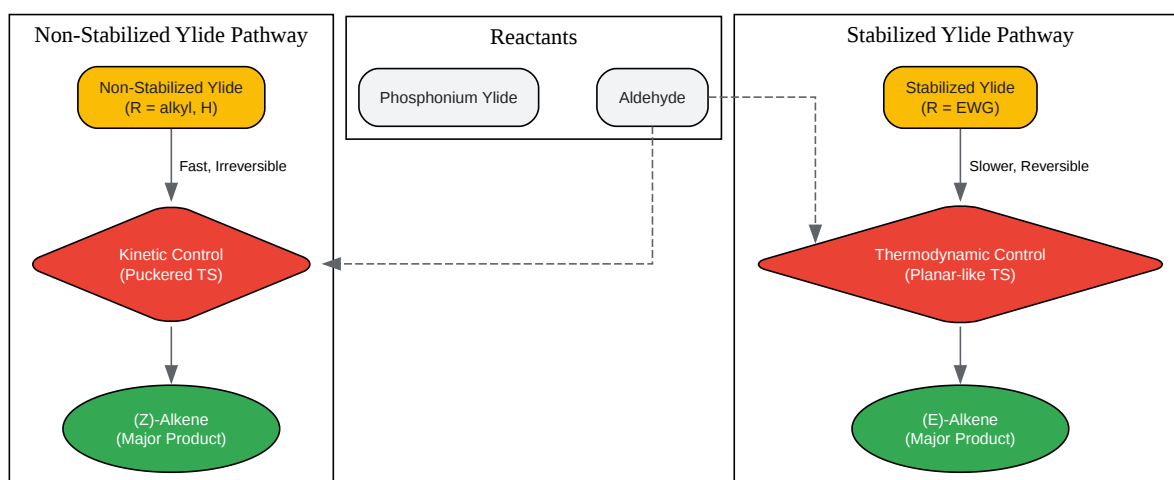 Non-Stabilized Ylide Pathway
Non-Stabilized Ylide
(R = alkyl, H)
Fast, Irreversible
Kinetic Control
(Puckered TS)
(Z)-Alkene
(Major Product)
Reactants
Phosphonium Ylide
Aldehyde
Stabilized Ylide Pathway
Stabilized Ylide
(R = EWG)
Slower, Reversible
Thermodynamic Control
(Planar-like TS)
(E)-Alkene
(Major Product)